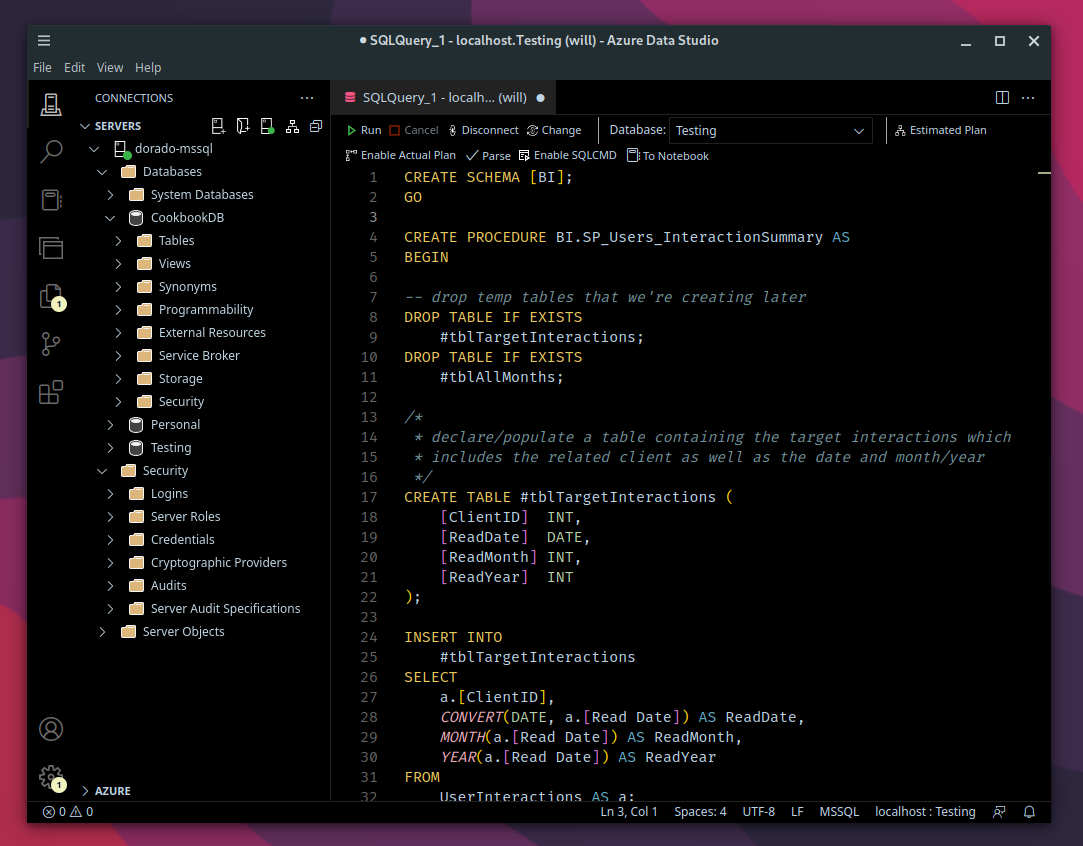 ● SQLQuery_1 - localhost.Testing (will) - Azure Data Studio
File Edit View Help
CONNECTIONS
SERVERS
dorado-mssql
Databases
System Databases
CookbookDB
Tables
Views
Synonyms
Programmability
External Resources
Service Broker
Storage
Security
Personal
Testing
Security
Logins
Server Roles
Credentials
Cryptographic Providers
Audits
Server Audit Specifications
Server Objects
AZURE
1
1
SQLQuery_1 - localh... (will) ●
Run Cancel Disconnect Change Database: Testing Estimated Plan
Enable Actual Plan Parse Enable SQLCMD To Notebook
1 CREATE SCHEMA [BI];
2 GO
3
4 CREATE PROCEDURE BI.SP_Users_InteractionSummary AS
5 BEGIN
6
7 -- drop temp tables that we're creating later
8 DROP TABLE IF EXISTS
9     #tblTargetInteractions;
10 DROP TABLE IF EXISTS
11     #tblAllMonths;
12
13 /*
14  * declare/populate a table containing the target interactions which
15  * includes the related client as well as the date and month/year
16  */
17 CREATE TABLE #tblTargetInteractions (
18     [ClientID]  INT,
19     [ReadDate]  DATE,
20     [ReadMonth] INT,
21     [ReadYear]  INT
22 );
23
24 INSERT INTO
25     #tblTargetInteractions
26 SELECT
27     a.[ClientID],
28     CONVERT(DATE, a.[Read Date]) AS ReadDate,
29     MONTH(a.[Read Date]) AS ReadMonth,
30     YEAR(a.[Read Date]) AS ReadYear
31 FROM
32     UserInteractions AS a;
0 0 Ln 3, Col 1 Spaces: 4 UTF-8 LF MSSQL localhost : Testing